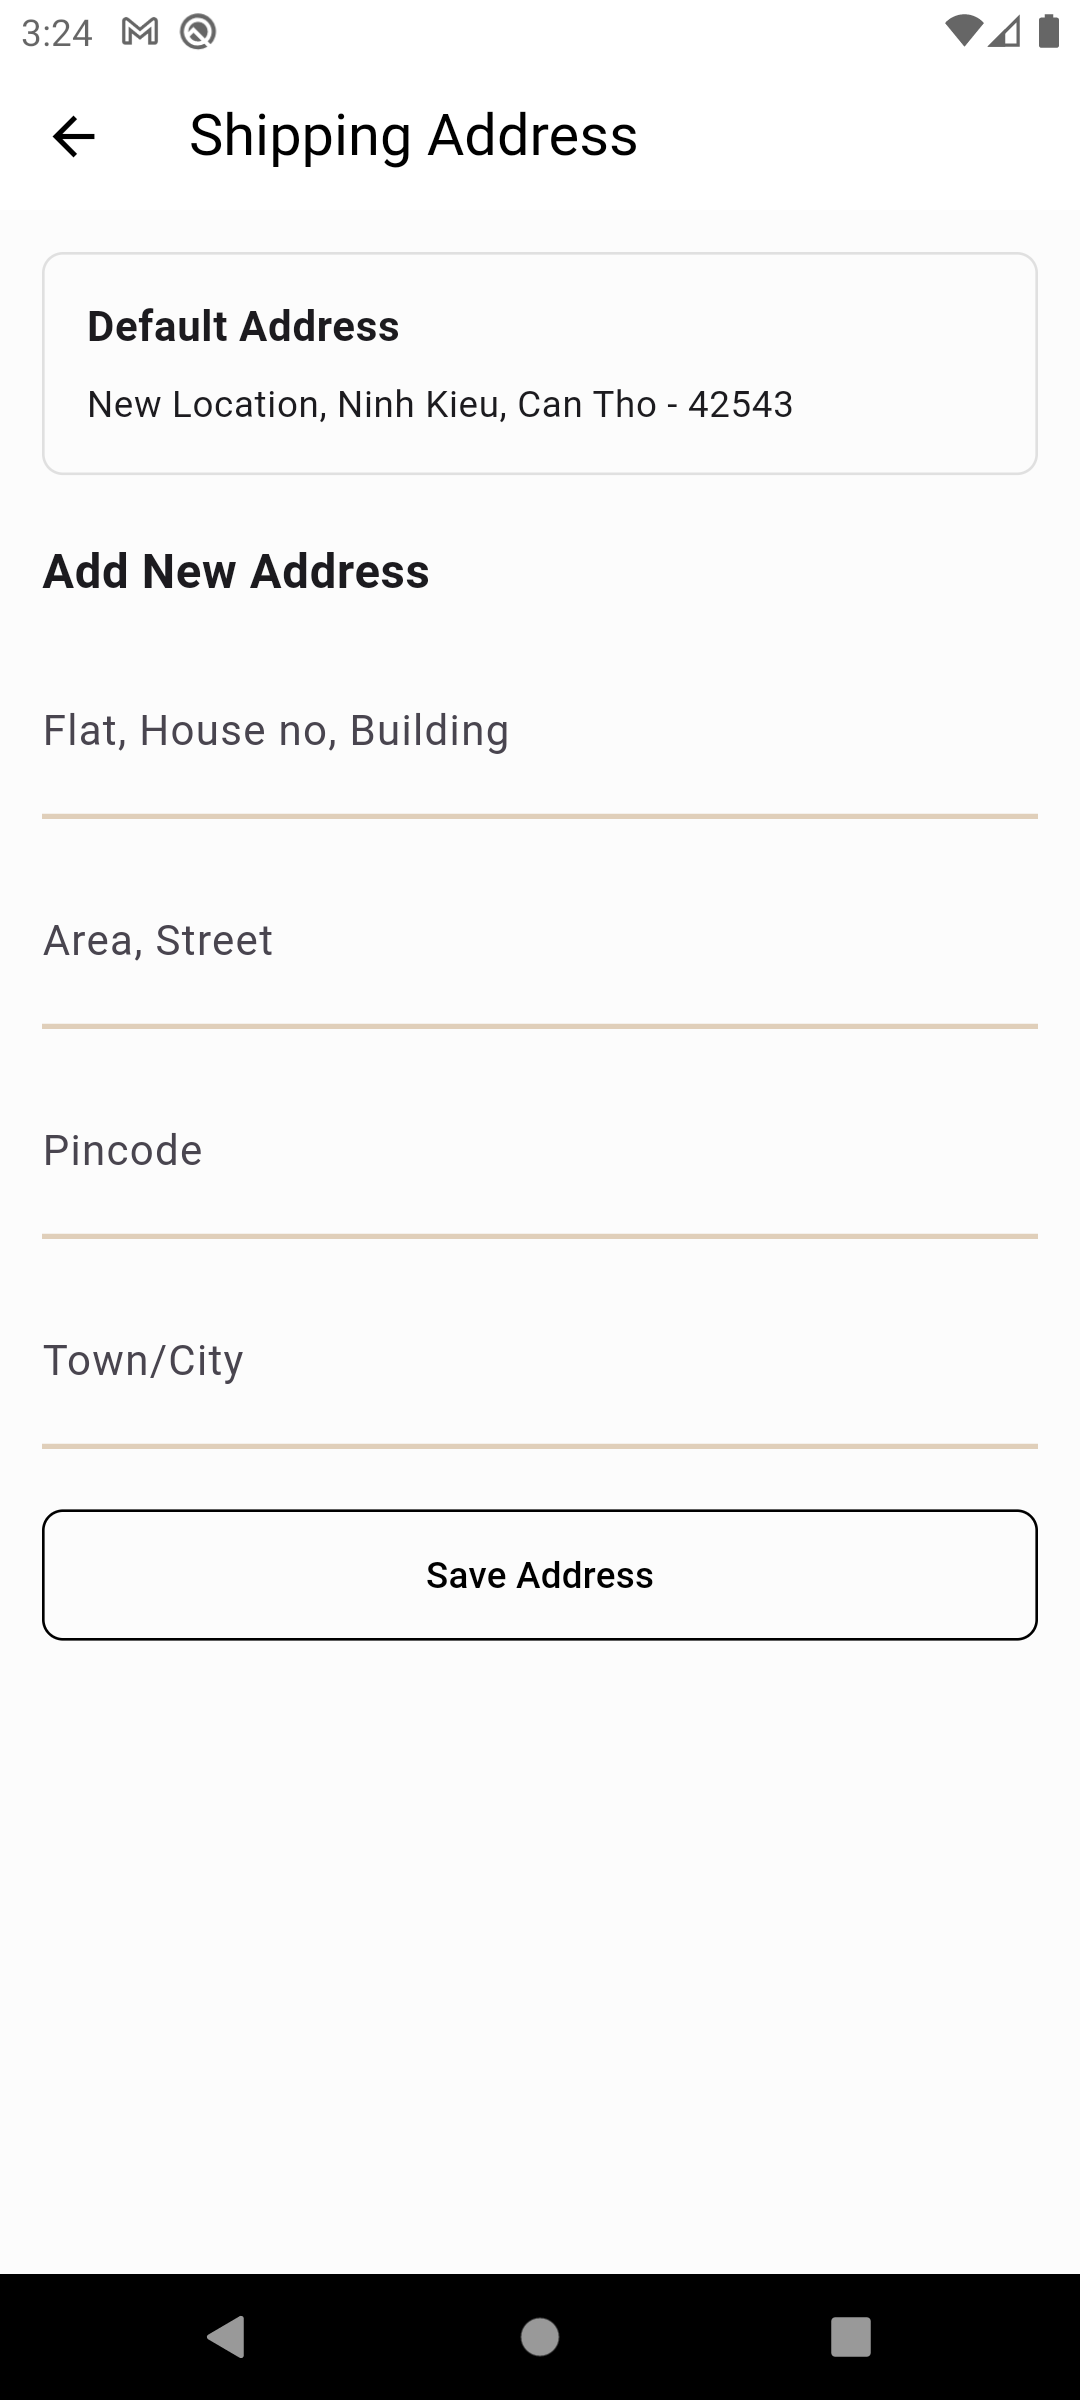 3:24
Shipping Address
Default Address
New Location, Ninh Kieu, Can Tho - 42543
Add New Address
Flat, House no, Building
Area, Street
Pincode
Town/City
Save Address